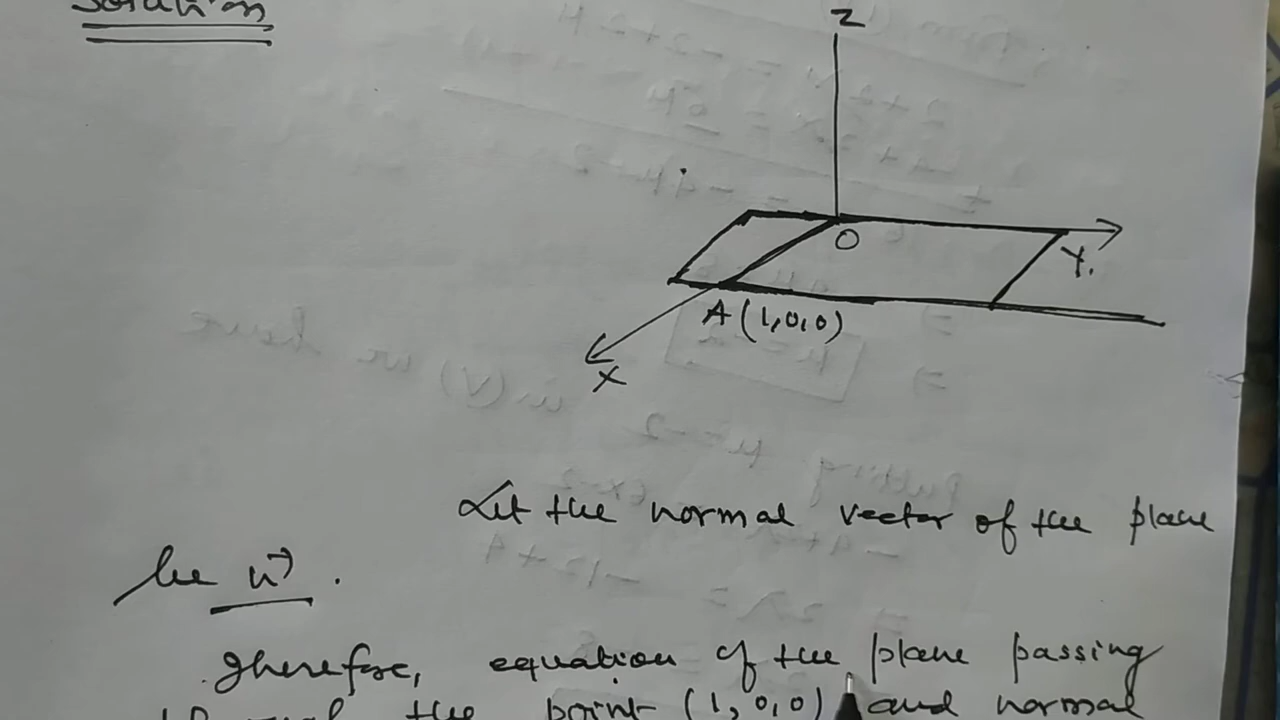 Solution
Z
O
Y.
A (1,0,0)
X
Let the normal vector of the plane
be n⃗ .
Therefore, equation of the plane passing
the point (1,0,0) and normal